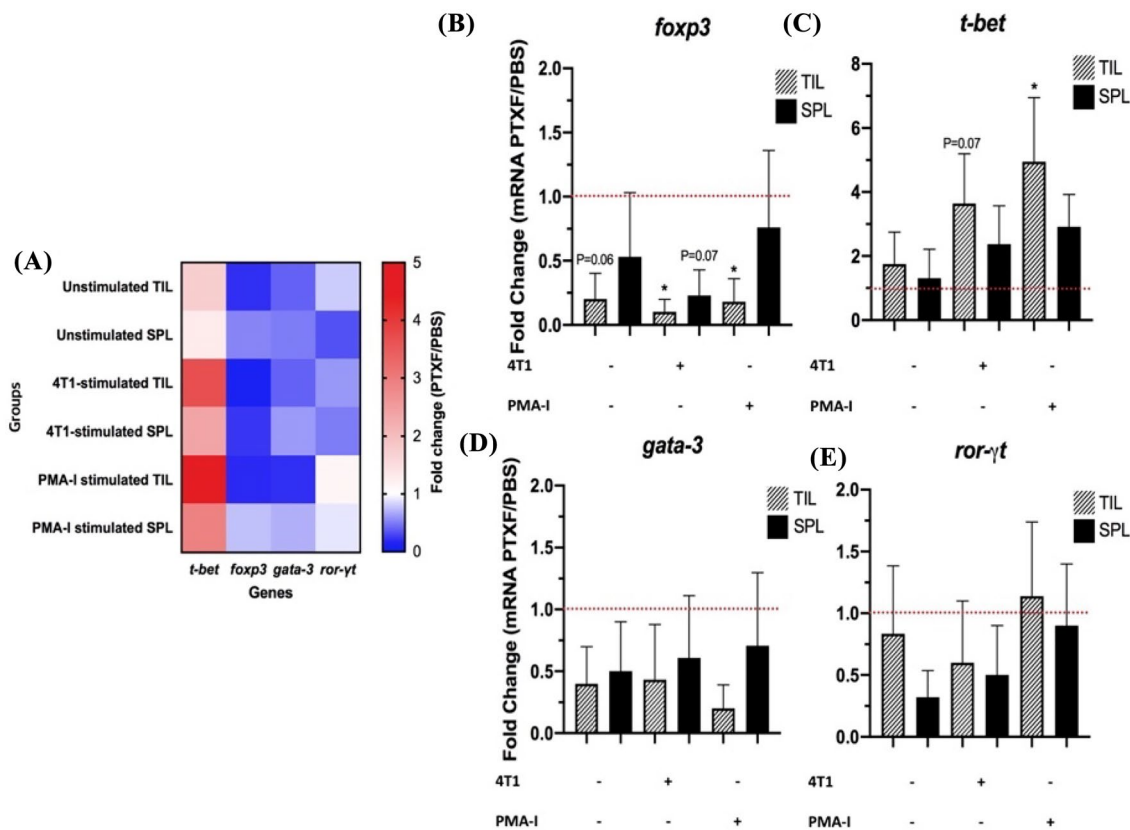 (A)
Groups
Unstimulated TIL
Unstimulated SPL
4T1-stimulated TIL
4T1-stimulated SPL
PMA-I stimulated TIL
PMA-I stimulated SPL
t-bet foxp3 gata-3 ror-γt
Genes
5
4
3
2
1
0
Fold change (PTXF/PBS)
(B)
foxp3
Fold Change (mRNA PTXF/PBS)
2.0
1.5
1.0
0.5
0.0
TIL
SPL
P=0.06
*
P=0.07
*
4T1 - + -
PMA-I - - +
(C)
t-bet
8
6
4
2
0
TIL
SPL
P=0.07
*
4T1 - + -
PMA-I - - +
(D)
gata-3
Fold Change (mRNA PTXF/PBS)
2.0
1.5
1.0
0.5
0.0
TIL
SPL
4T1 - + -
PMA-I - - +
(E)
ror-γt
2.0
1.5
1.0
0.5
0.0
TIL
SPL
- + -
- - +